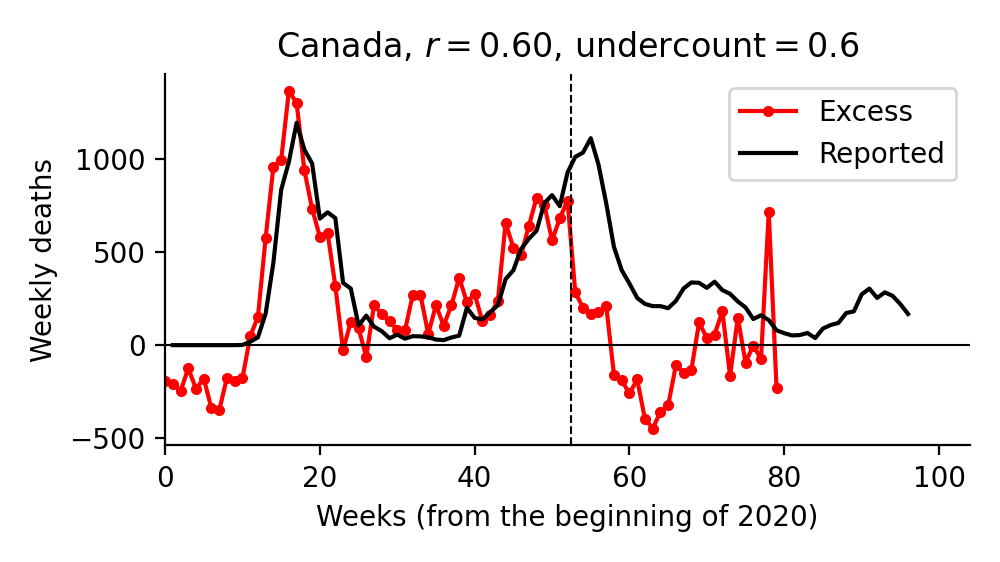 Canada, r = 0.60, undercount = 0.6
Excess
Reported
Weekly deaths
1000
500
0
−500
0 20 40 60 80 100
Weeks (from the beginning of 2020)